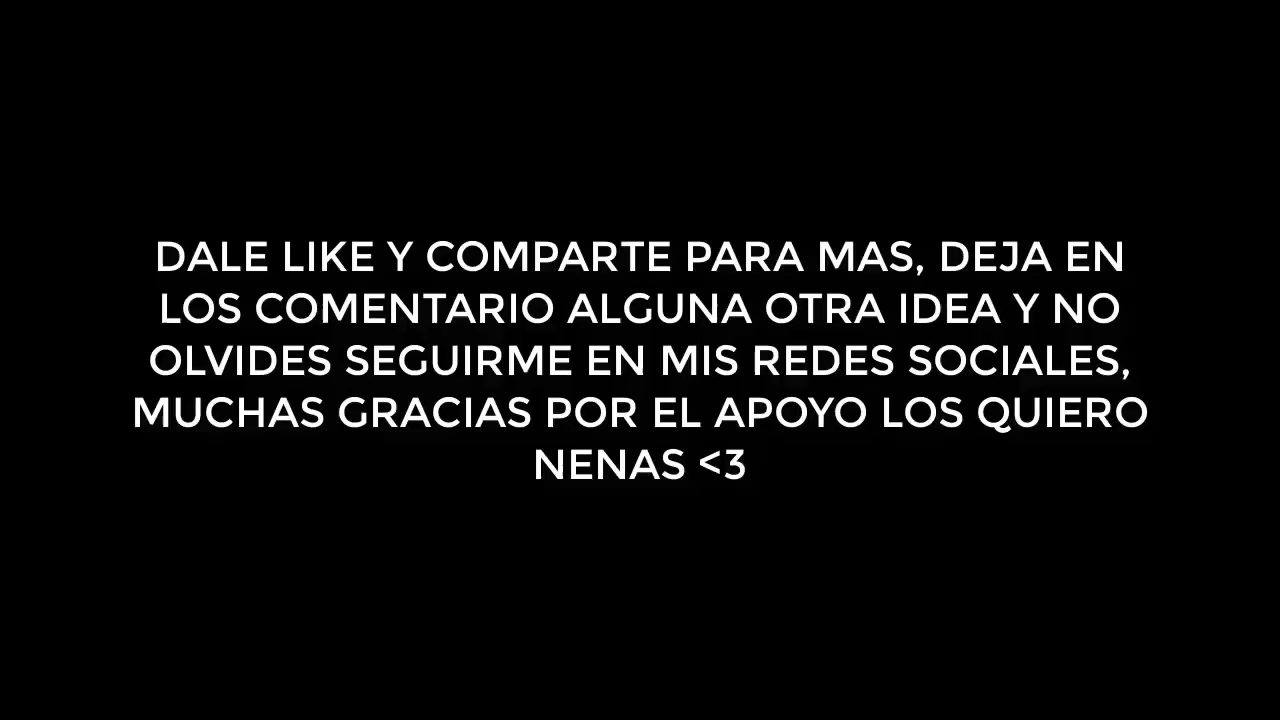 DALE LIKE Y COMPARTE PARA MAS, DEJA EN
LOS COMENTARIO ALGUNA OTRA IDEA Y NO
OLVIDES SEGUIRME EN MIS REDES SOCIALES,
MUCHAS GRACIAS POR EL APOYO LOS QUIERO
NENAS <3